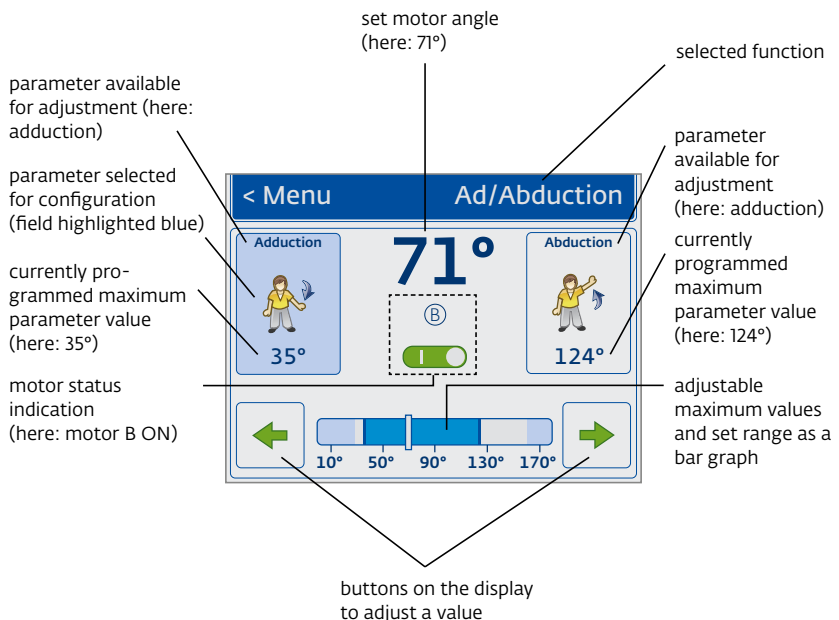 set motor angle
(here: 71°)
selected function
parameter available
for adjustment (here:
adduction)
parameter
available for
adjustment
(here: adduction)
parameter selected
for configuration
(field highlighted blue)
currently pro-
grammed maximum
parameter value
(here: 35°)
currently
programmed
maximum
parameter value
(here: 124°)
motor status
indication
(here: motor B ON)
adjustable
maximum values
and set range as a
bar graph
< Menu Ad/Abduction
Adduction
71°
Abduction
Ⓑ
35°
I
124°
10° 50° 90° 130° 170°
buttons on the display
to adjust a value